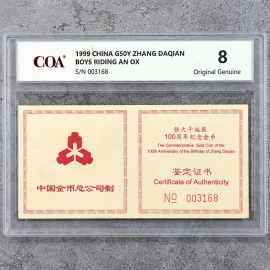 COA
1999 CHINA G50Y ZHANG DAQIAN
BOYS RIDING AN OX
S/N 003168
8
Original Genuine
中国金币总公司制
张大千诞辰
100周年纪念金币
The Commemorative Gold Coin of the
100th Anniversary of the Birthday of Zhang Daqian
鉴定证书
Certificate of Authenticity
No 003168